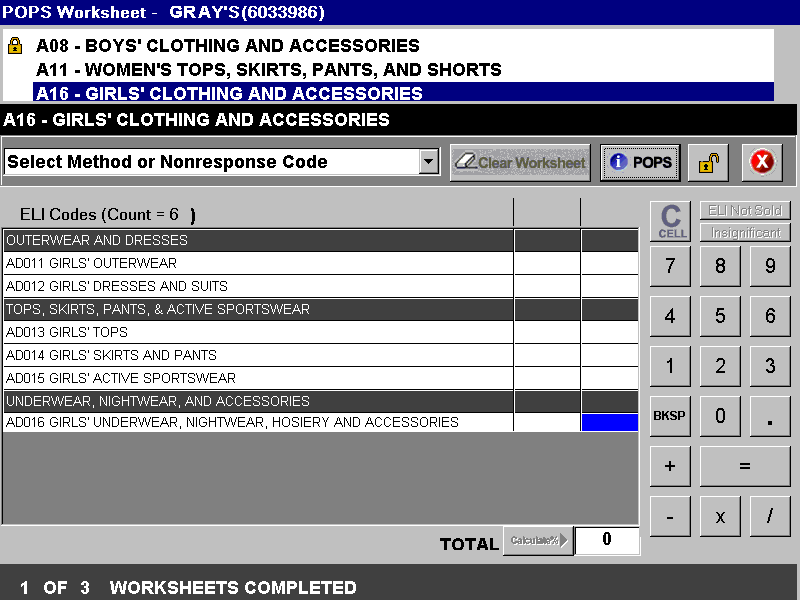 POPS Worksheet - GRAY'S(6033986)
A08 - BOYS' CLOTHING AND ACCESSORIES
A11 - WOMEN'S TOPS, SKIRTS, PANTS, AND SHORTS
A16 - GIRLS' CLOTHING AND ACCESSORIES
A16 - GIRLS' CLOTHING AND ACCESSORIES
Select Method or Nonresponse Code
Clear Worksheet
i POPS
X
ELI Codes (Count = 6 )
C CELL
ELI Not Sold
Insignificant
OUTERWEAR AND DRESSES
AD011 GIRLS' OUTERWEAR
AD012 GIRLS' DRESSES AND SUITS
TOPS, SKIRTS, PANTS, & ACTIVE SPORTSWEAR
AD013 GIRLS' TOPS
AD014 GIRLS' SKIRTS AND PANTS
AD015 GIRLS' ACTIVE SPORTSWEAR
UNDERWEAR, NIGHTWEAR, AND ACCESSORIES
AD016 GIRLS' UNDERWEAR, NIGHTWEAR, HOSIERY AND ACCESSORIES
7 8 9
4 5 6
1 2 3
BKSP 0 .
+ =
- x /
TOTAL Calculate% 0
1 OF 3 WORKSHEETS COMPLETED